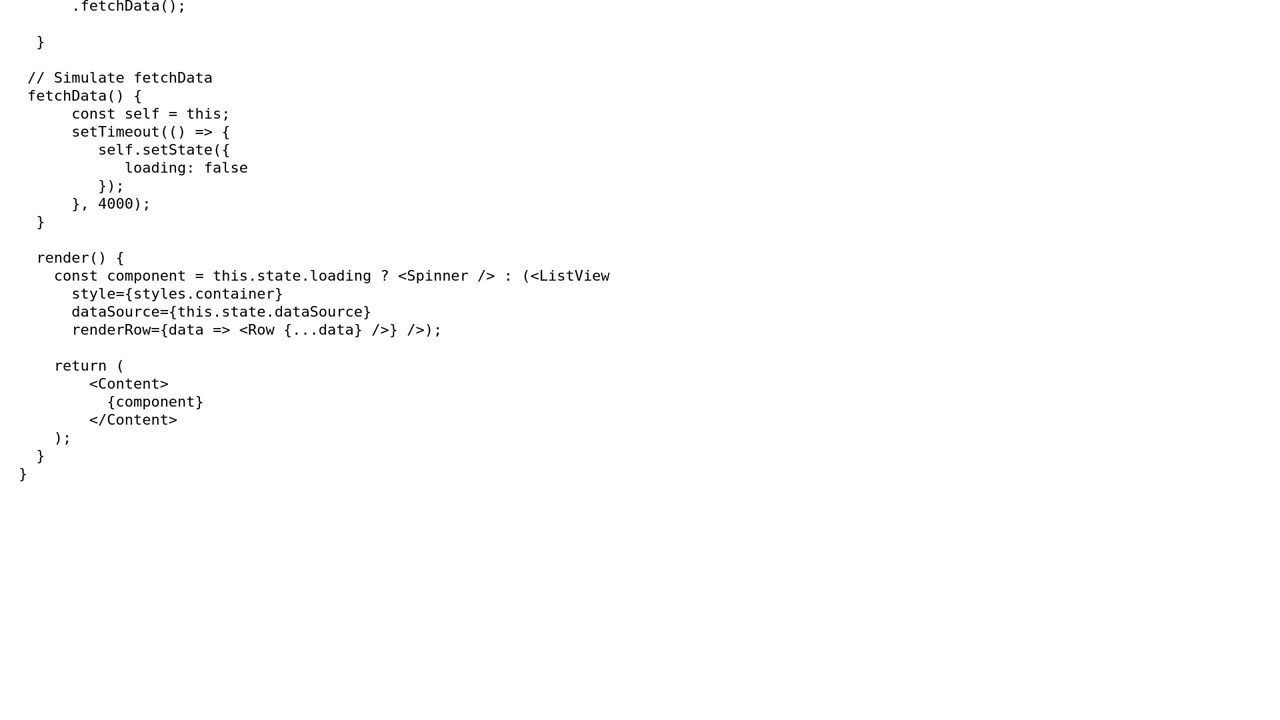 .fetchData();
}
// Simulate fetchData
fetchData() {
const self = this;
setTimeout(() => {
self.setState({
loading: false
});
}, 4000);
}
render() {
const component = this.state.loading ? <Spinner /> : (<ListView
style={styles.container}
dataSource={this.state.dataSource}
renderRow={data => <Row {...data} />} />);
return (
<Content>
{component}
</Content>
);
}
}